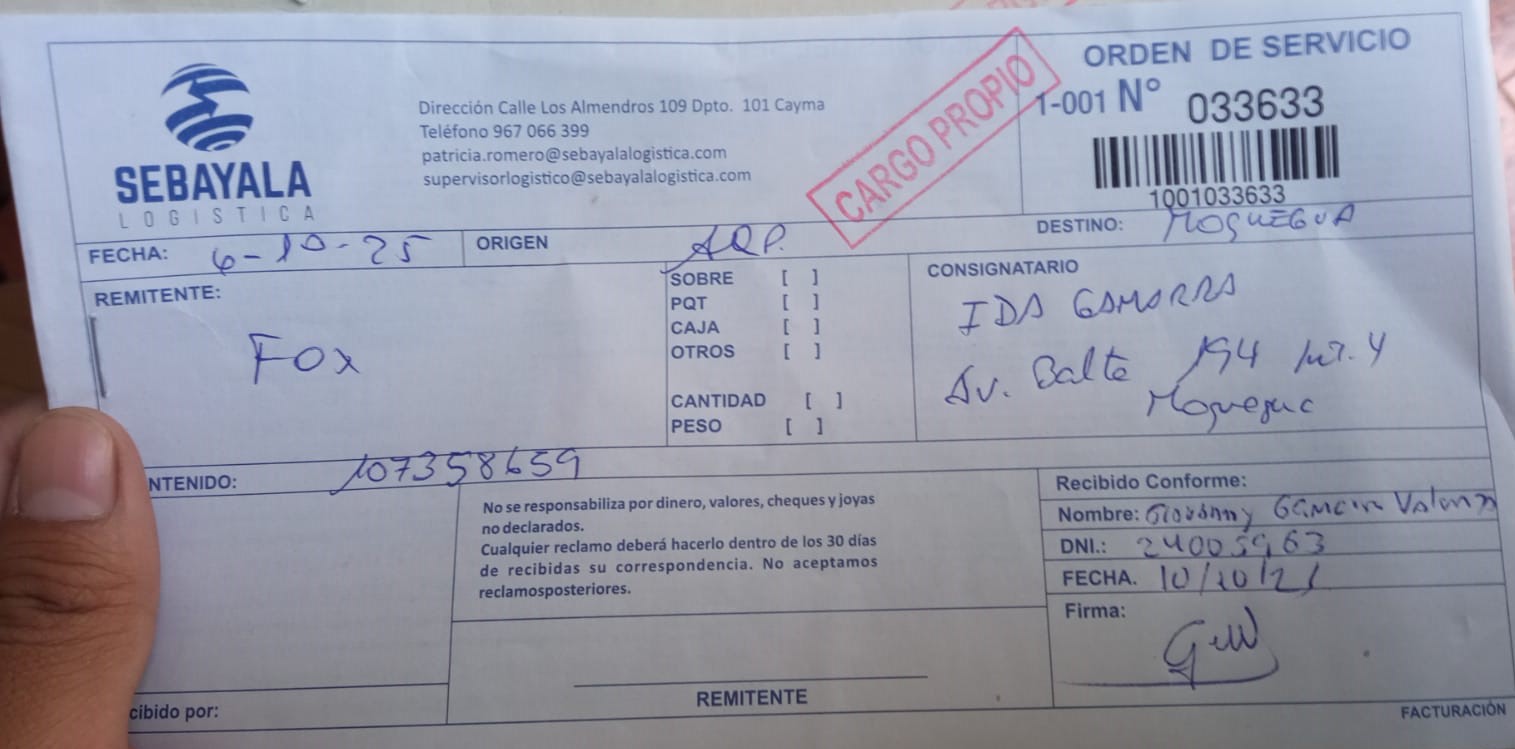 SEBAYALA
LOGISTICA
Dirección Calle Los Almendros 109 Dpto. 101 Cayma
Teléfono 967 066 399
patricia.romero@sebayalalogistica.com
supervisorlogistico@sebayalalogistica.com
CARGO PROPIO
ORDEN DE SERVICIO
1-001 N° 033633
1001033633
FECHA: 6-10-25
ORIGEN AQP.
DESTINO: MOQUEGUA
REMITENTE:
Fox
SOBRE [ ]
PQT [ ]
CAJA [ ]
OTROS [ ]
CANTIDAD [ ]
PESO [ ]
CONSIGNATARIO
IDA GAMARRA
Av. Balta 194 int. 4
Moquegua
NTENIDO: 107358659
No se responsabiliza por dinero, valores, cheques y joyas
no declarados.
Cualquier reclamo deberá hacerlo dentro de los 30 días
de recibidas su correspondencia. No aceptamos
reclamosposteriores.
Recibido Conforme:
Nombre: Giovanny
DNI.: 24005963
FECHA. 10/10/21
Firma:
cibido por:
REMITENTE
FACTURACIÓN